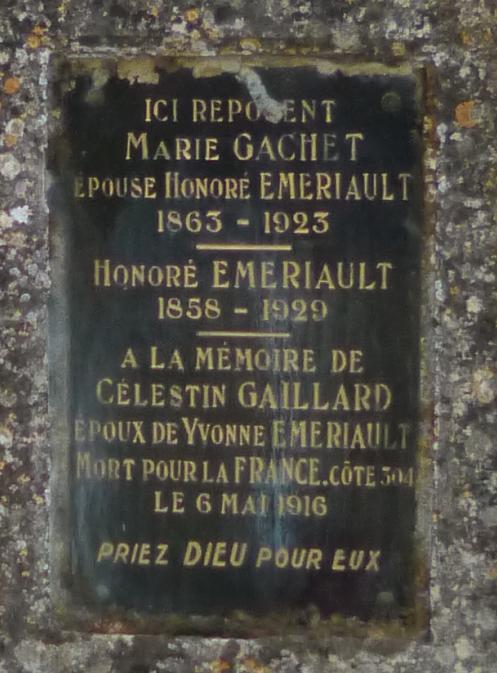 ICI REPOSENT
MARIE GACHET
ÉPOUSE HONORÉ EMERIAULT
1863 - 1923
HONORÉ EMERIAULT
1858 - 1929
A LA MÉMOIRE DE
CÉLESTIN GAILLARD
ÉPOUX DE YVONNE EMERIAULT
MORT POUR LA FRANCE. CÔTE 304
LE 6 MAI 1916
PRIEZ DIEU POUR EUX